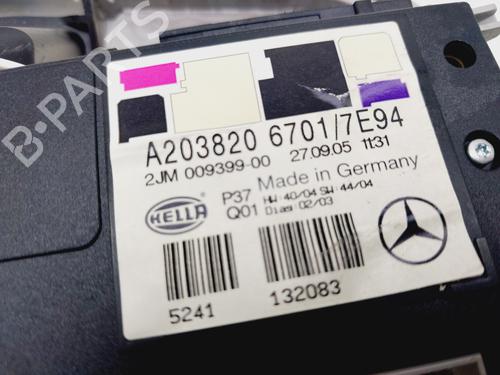 B-PARTS
A203820 6701/7E94
2JM 009399-00 27.09.05 11:31
HELLA
P37 Made in Germany
Q01 HW:40/04 SW:44/04
Diag:02/03
5241
132083